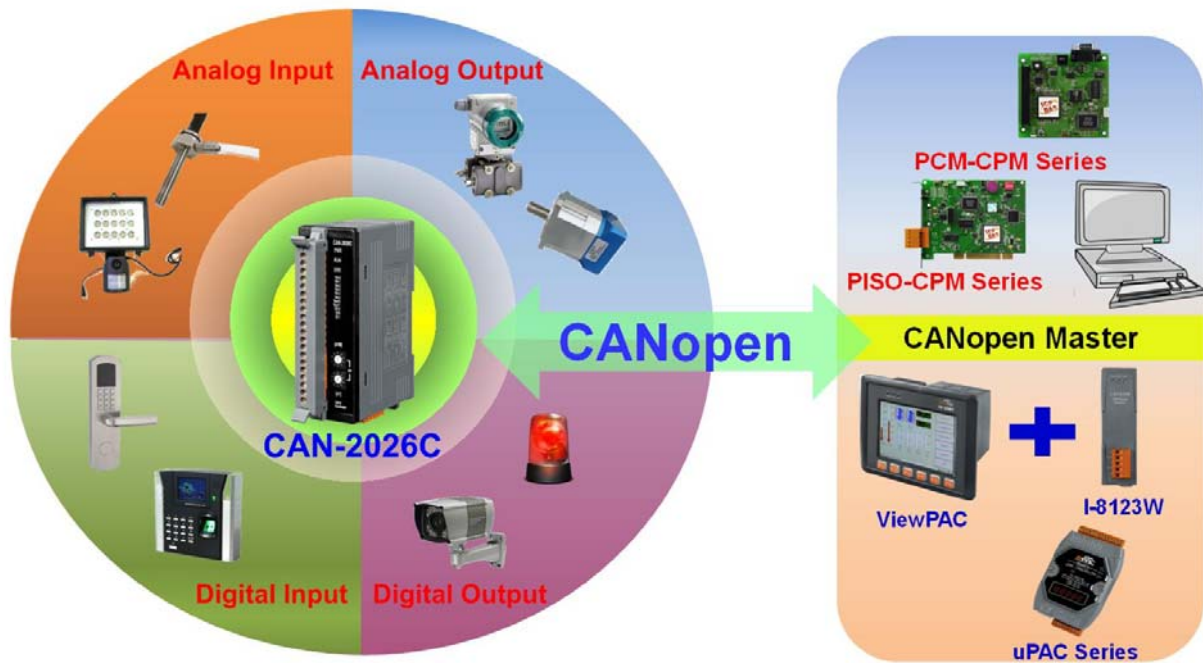 Analog Input
Analog Output
PCM-CPM Series
PISO-CPM Series
CANopen
CANopen Master
CAN-2026C
ViewPAC
I-8123W
Digital Input
Digital Output
uPAC Series